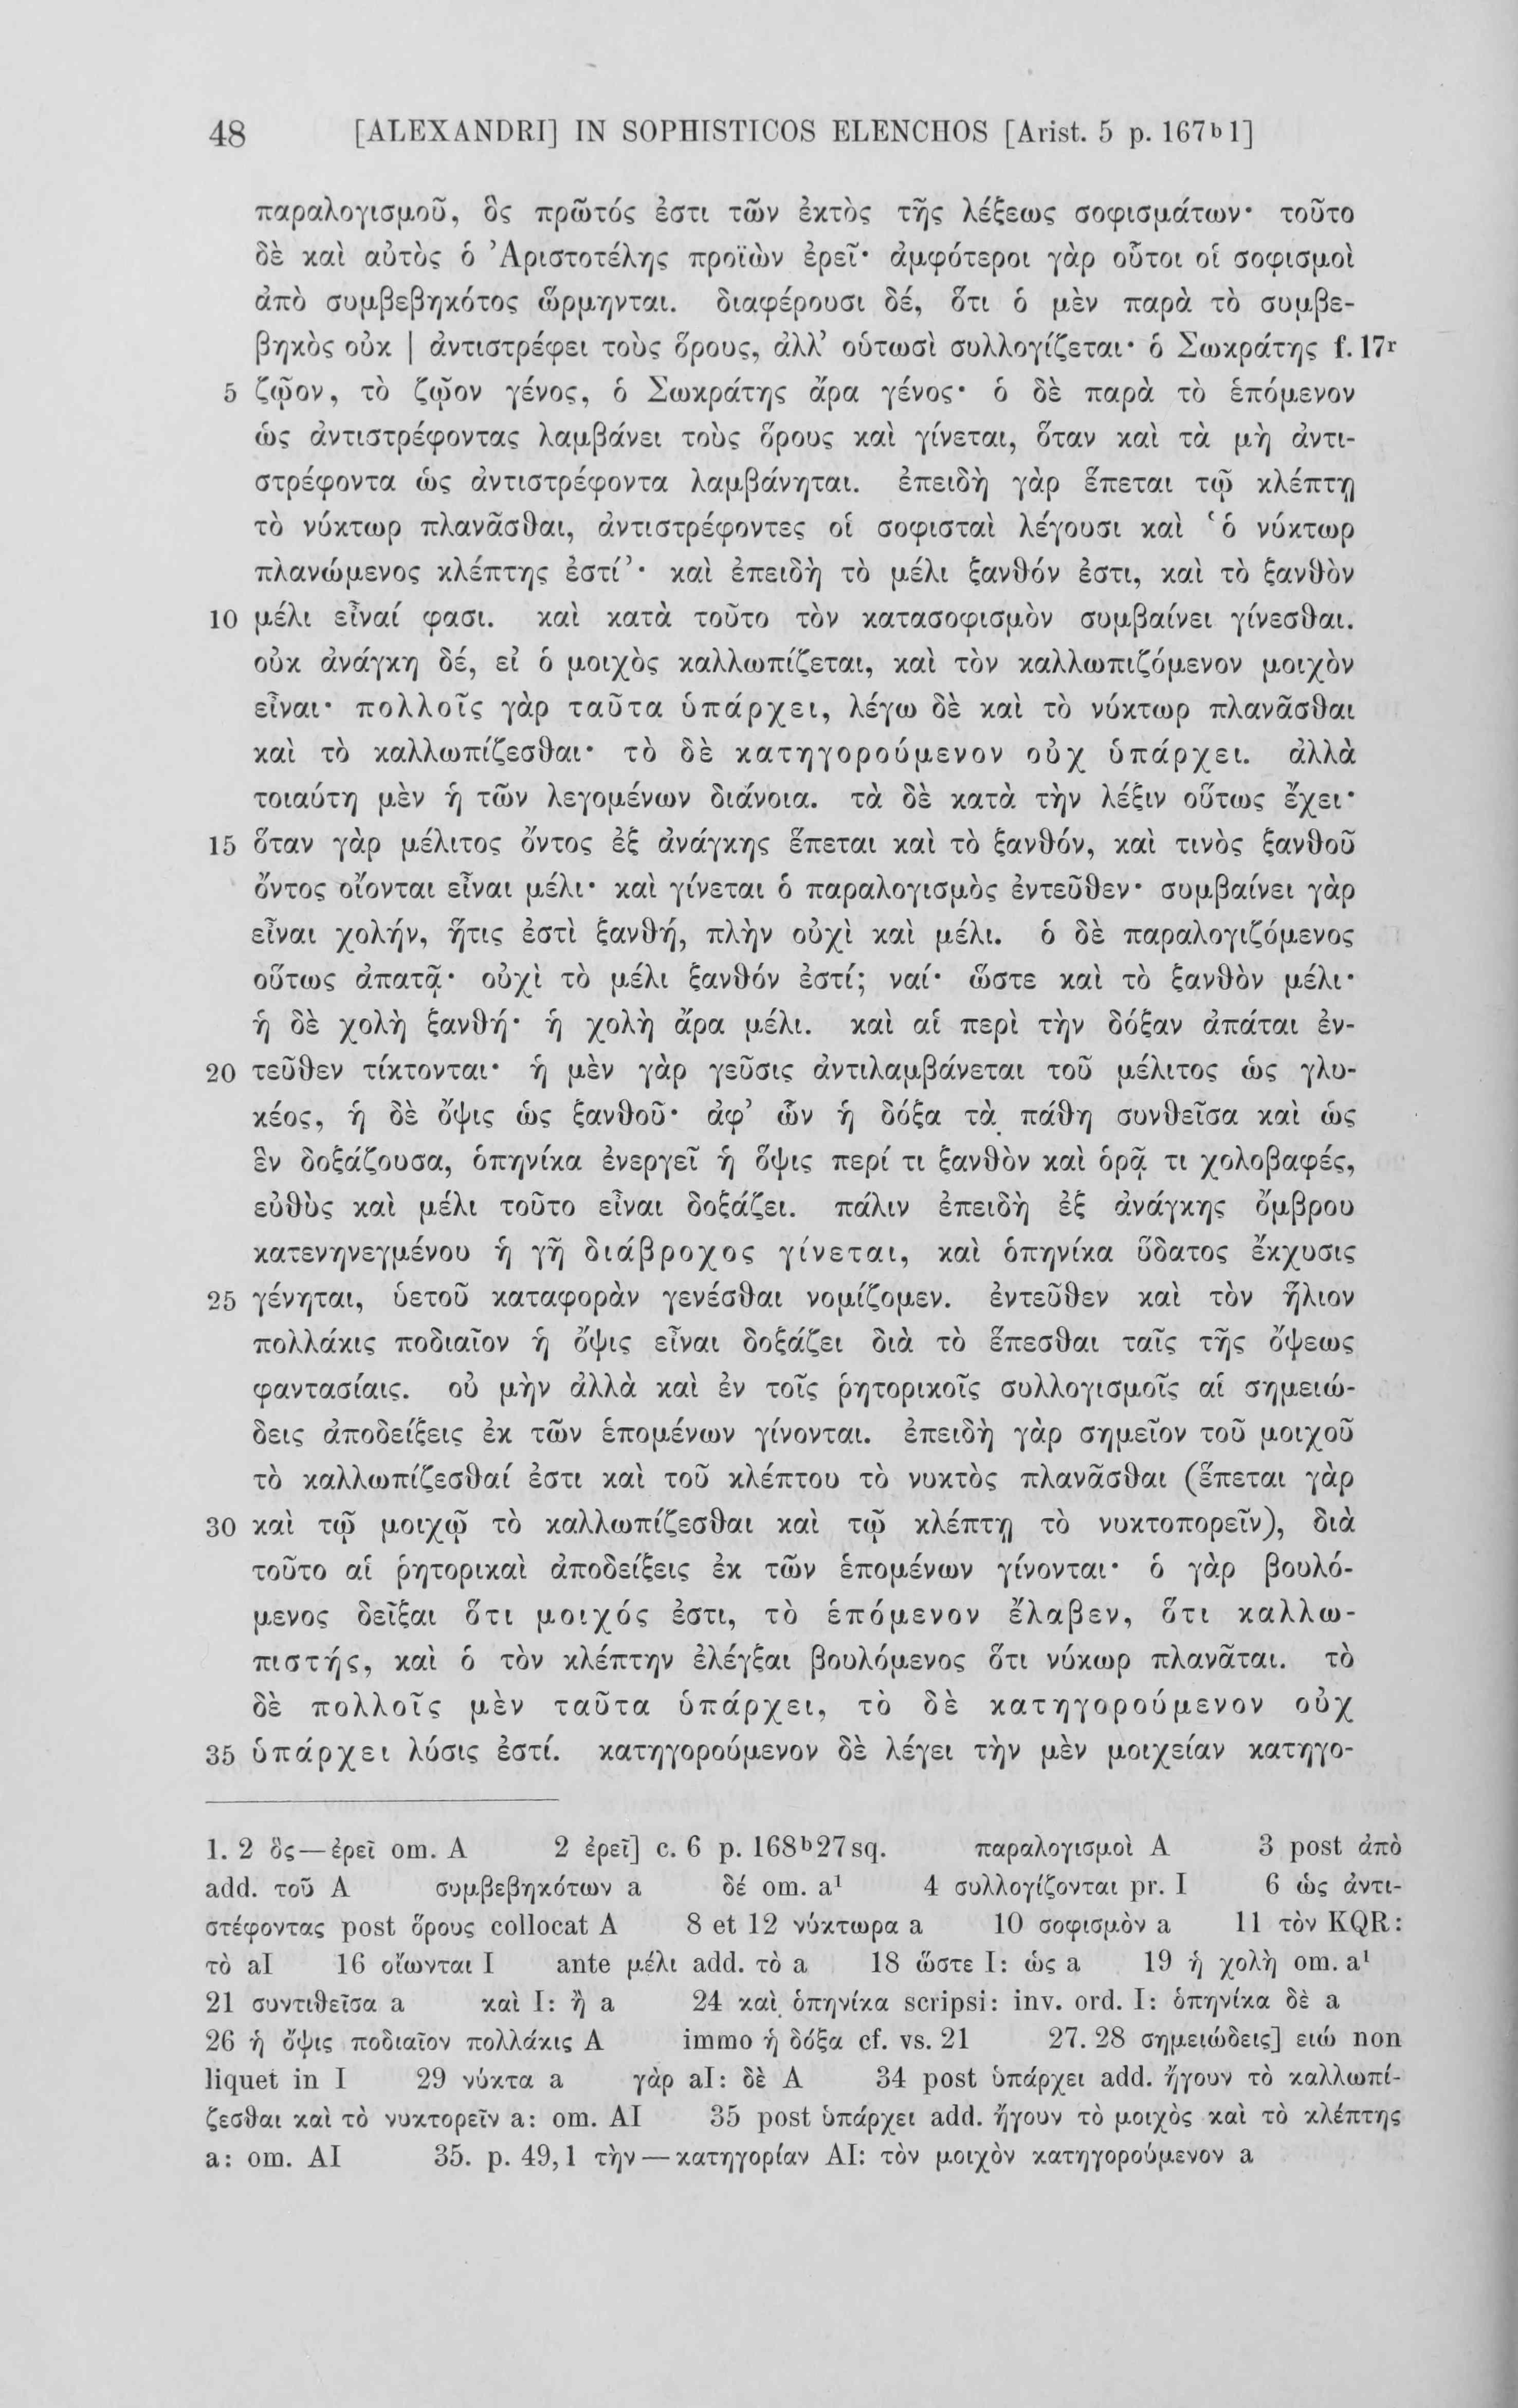 48 [ALEXANDRI] IN SOPHISTICOS ELENCHOS [Arist. 5 p. 167ᵇ1]
παραλογισμοῦ, ὅς πρῶτός ἐστι τῶν ἐκτὸς τῆς λέξεως σοφισμάτων· τοῦτο
δὲ καὶ αὐτὸς ὁ Ἀριστοτέλης προϊὼν ἐρεῖ· ἀμφότεροι γὰρ οὗτοι οἱ σοφισμοὶ
ἀπὸ συμβεβηκότος ὥρμηνται. διαφέρουσι δέ, ὅτι ὁ μὲν παρὰ τὸ συμβε-
βηκὸς οὐκ | ἀντιστρέφει τοὺς ὅρους, ἀλλ’ οὑτωσὶ συλλογίζεται· ὁ Σωκράτης f. 17ʳ
5 ζῷον, τὸ ζῷον γένος, ὁ Σωκράτης ἄρα γένος· ὁ δὲ παρὰ τὸ ἑπόμενον
ὡς ἀντιστρέφοντας λαμβάνει τοὺς ὅρους καὶ γίνεται, ὅταν καὶ τὰ μὴ ἀντι-
στρέφοντα ὡς ἀντιστρέφοντα λαμβάνηται. ἐπειδὴ γὰρ ἕπεται τῷ κλέπτῃ
τὸ νύκτωρ πλανᾶσθαι, ἀντιστρέφοντες οἱ σοφισταὶ λέγουσι καὶ ‘ὁ νύκτωρ
πλανώμενος κλέπτης ἐστί’· καὶ ἐπειδὴ τὸ μέλι ξανθόν ἐστι, καὶ τὸ ξανθὸν
10 μέλι εἶναί φασι. καὶ κατὰ τοῦτο τὸν κατασοφισμὸν συμβαίνει γίνεσθαι.
οὐκ ἀνάγκη δέ, εἰ ὁ μοιχὸς καλλωπίζεται, καὶ τὸν καλλωπιζόμενον μοιχὸν
εἶναι· πολλοῖς γὰρ ταῦτα ὑπάρχει, λέγω δὲ καὶ τὸ νύκτωρ πλανᾶσθαι
καὶ τὸ καλλωπίζεσθαι· τὸ δὲ κατηγορούμενον οὐχ ὑπάρχει. ἀλλὰ
τοιαύτη μὲν ἡ τῶν λεγομένων διάνοια. τὰ δὲ κατὰ τὴν λέξιν οὕτως ἔχει·
15 ὅταν γὰρ μέλιτος ὄντος ἐξ ἀνάγκης ἕπεται καὶ τὸ ξανθόν, καὶ τινὸς ξανθοῦ
ὄντος οἴονται εἶναι μέλι· καὶ γίνεται ὁ παραλογισμὸς ἐντεῦθεν· συμβαίνει γὰρ
εἶναι χολήν, ἥτις ἐστὶ ξανθή, πλὴν οὐχὶ καὶ μέλι. ὁ δὲ παραλογιζόμενος
οὕτως ἀπατᾷ· οὐχὶ τὸ μέλι ξανθόν ἐστί; ναί· ὥστε καὶ τὸ ξανθὸν μέλι·
ἡ δὲ χολὴ ξανθή· ἡ χολὴ ἄρα μέλι. καὶ αἱ περὶ τὴν δόξαν ἀπάται ἐν-
20 τεῦθεν τίκτονται· ἡ μὲν γὰρ γεῦσις ἀντιλαμβάνεται τοῦ μέλιτος ὡς γλυ-
κέος, ἡ δὲ ὄψις ὡς ξανθοῦ· ἀφ’ ὧν ἡ δόξα τὰ πάθη συνθεῖσα καὶ ὡς
ἓν δοξάζουσα, ὁπηνίκα ἐνεργεῖ ἡ ὄψις περί τι ξανθὸν καὶ ὁρᾷ τι χολοβαφές,
εὐθὺς καὶ μέλι τοῦτο εἶναι δοξάζει. πάλιν ἐπειδὴ ἐξ ἀνάγκης ὄμβρου
κατενηνεγμένου ἡ γῆ διάβροχος γίνεται, καὶ ὁπηνίκα ὕδατος ἔκχυσις
25 γένηται, ὑετοῦ καταφορὰν γενέσθαι νομίζομεν. ἐντεῦθεν καὶ τὸν ἥλιον
πολλάκις ποδιαῖον ἡ ὄψις εἶναι δοξάζει διὰ τὸ ἕπεσθαι ταῖς τῆς ὄψεως
φαντασίαις. οὐ μὴν ἀλλὰ καὶ ἐν τοῖς ῥητορικοῖς συλλογισμοῖς αἱ σημειώ-
δεις ἀποδείξεις ἐκ τῶν ἑπομένων γίνονται. ἐπειδὴ γὰρ σημεῖον τοῦ μοιχοῦ
τὸ καλλωπίζεσθαί ἐστι καὶ τοῦ κλέπτου τὸ νυκτὸς πλανᾶσθαι (ἕπεται γὰρ
30 καὶ τῷ μοιχῷ τὸ καλλωπίζεσθαι καὶ τῷ κλέπτῃ τὸ νυκτοπορεῖν), διὰ
τοῦτο αἱ ῥητορικαὶ ἀποδείξεις ἐκ τῶν ἑπομένων γίνονται· ὁ γὰρ βουλό-
μενος δεῖξαι ὅτι μοιχός ἐστι, τὸ ἑπόμενον ἔλαβεν, ὅτι καλλω-
πιστής, καὶ ὁ τὸν κλέπτην ἐλέγξαι βουλόμενος ὅτι νύκωρ πλανᾶται. τὸ
δὲ πολλοῖς μὲν ταῦτα ὑπάρχει, τὸ δὲ κατηγορούμενον οὐχ
35 ὑπάρχει λύσις ἐστί. κατηγορούμενον δὲ λέγει τὴν μὲν μοιχείαν κατηγο-
1. 2 ὅς—ἐρεῖ om. A 2 ἐρεῖ] c. 6 p. 168ᵇ27 sq. παραλογισμοὶ A 3 post ἀπὸ
add. τοῦ A συμβεβηκότων a δέ om. a¹ 4 συλλογίζονται pr. I 6 ὡς ἀντι-
στέφοντας post ὅρους collocat A 8 et 12 νύκτωρα a 10 σοφισμὸν a 11 τὸν KQR:
τὸ aI 16 οἴωνται I ante μέλι add. τὸ a 18 ὥστε I: ὡς a 19 ἡ χολὴ om. a¹
21 συντιθεῖσα a καὶ I: ἢ a 24 καὶ ὁπηνίκα scripsi: inv. ord. I: ὁπηνίκα δὲ a
26 ἡ ὄψις ποδιαῖον πολλάκις A immo ἡ δόξα cf. vs. 21 27. 28 σημειώδεις] ειώ non
liquet in I 29 νύκτα a γὰρ aI: δὲ A 34 post ὑπάρχει add. ἤγουν τὸ καλλωπί-
ζεσθαι καὶ τὸ νυκτορεῖν a: om. AI 35 post ὑπάρχει add. ἤγουν τὸ μοιχὸς καὶ τὸ κλέπτης
a: om. AI 35. p. 49,1 τὴν—κατηγορίαν AI: τὸν μοιχὸν κατηγορούμενον a